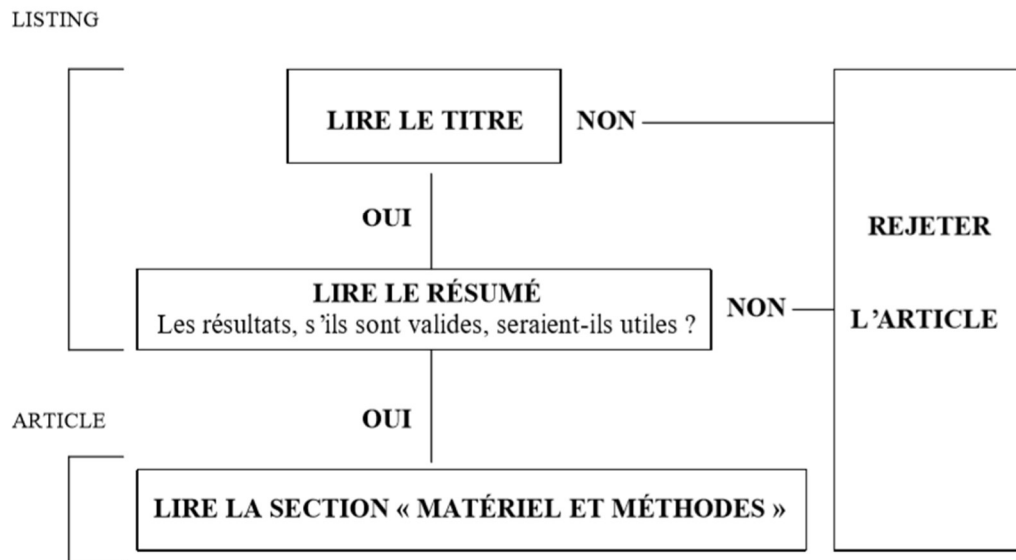 LISTING
LIRE LE TITRE
NON
OUI
REJETER
L’ARTICLE
LIRE LE RÉSUMÉ
Les résultats, s’ils sont valides, seraient-ils utiles ?
NON
ARTICLE
OUI
LIRE LA SECTION « MATÉRIEL ET MÉTHODES »